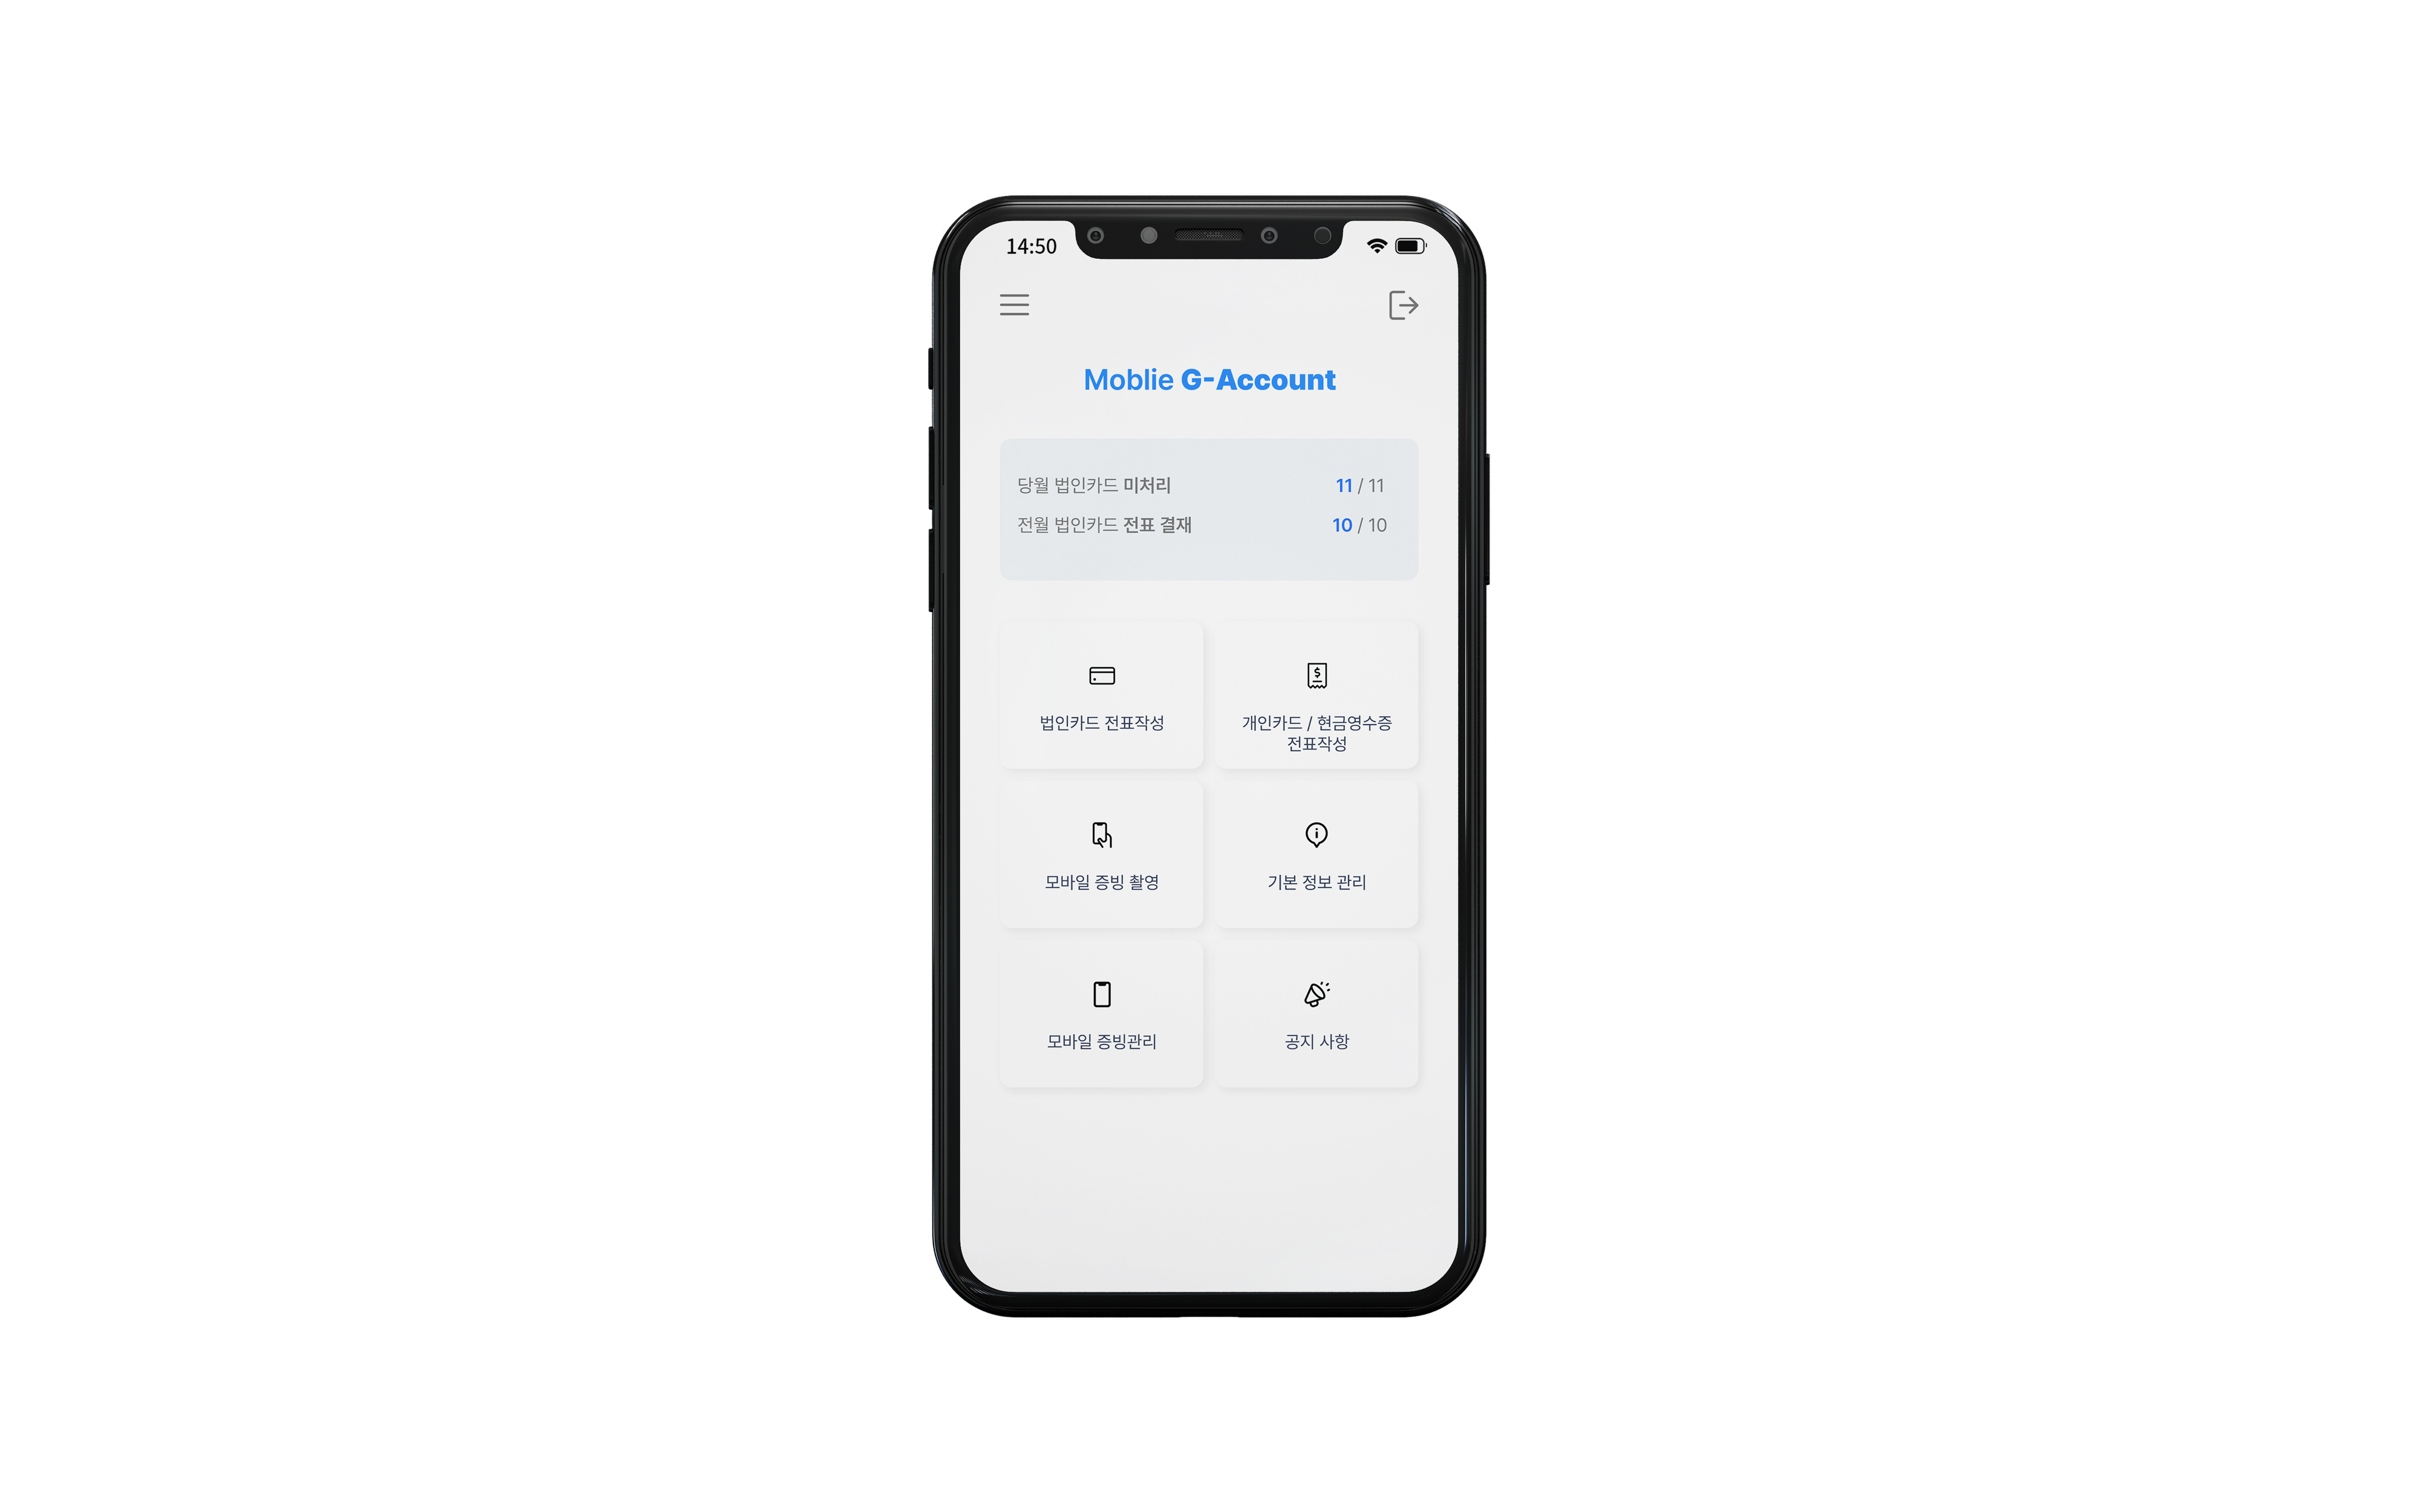 14:50
Moblie G-Account
당월 법인카드 미처리 11 / 11
전월 법인카드 전표 결재 10 / 10
법인카드 전표작성
개인카드 / 현금영수증
전표작성
모바일 증빙 촬영
기본 정보 관리
모바일 증빙관리
공지 사항